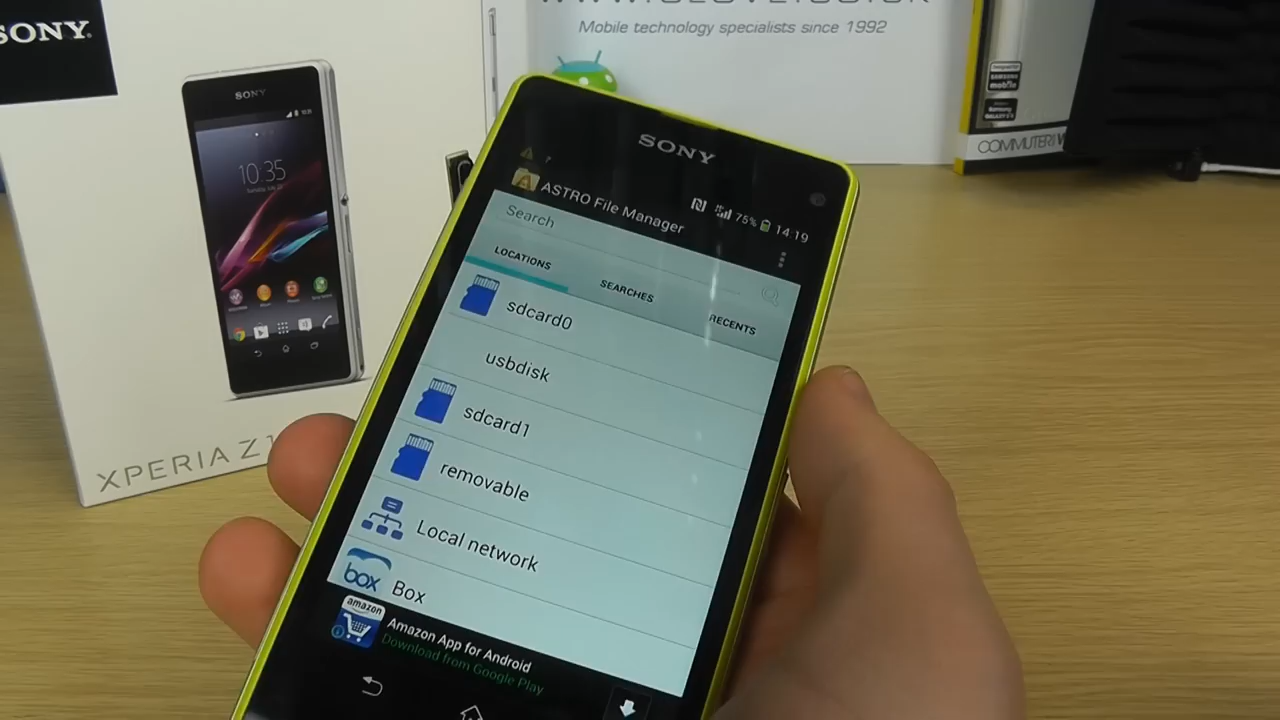 SONY
Mobile technology specialists since 1992
SONY
10:35
SONY
ASTRO File Manager
75% 14:19
Search
LOCATIONS
SEARCHES
RECENTS
sdcard0
usbdisk
sdcard1
removable
Local network
box Box
amazon
Amazon App for Android
Download from Google Play
XPERIA Z1
COMMUTER